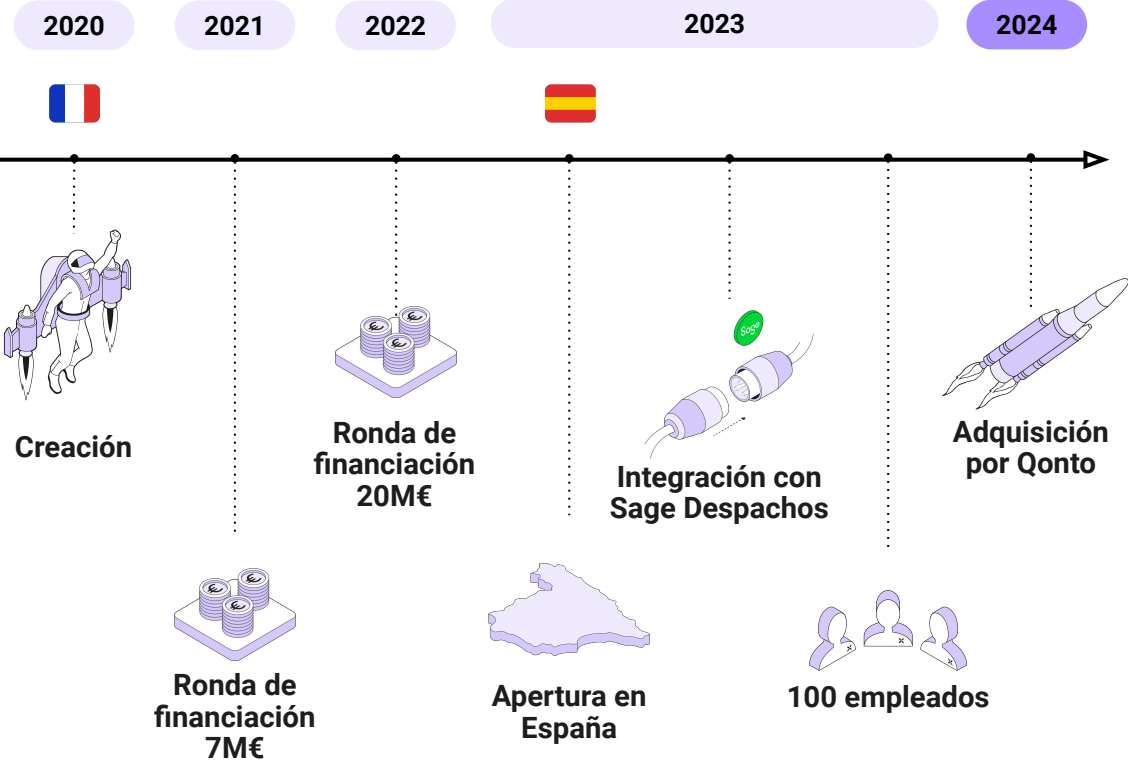 2020
2021
2022
2023
2024
Creación
Ronda de
financiación
7M€
Ronda de
financiación
20M€
Apertura en
España
Sage
Integración con
Sage Despachos
100 empleados
Adquisición
por Qonto